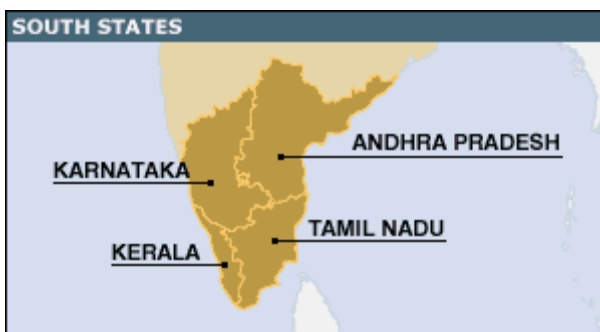 SOUTH STATES
ANDHRA PRADESH
KARNATAKA
TAMIL NADU
KERALA